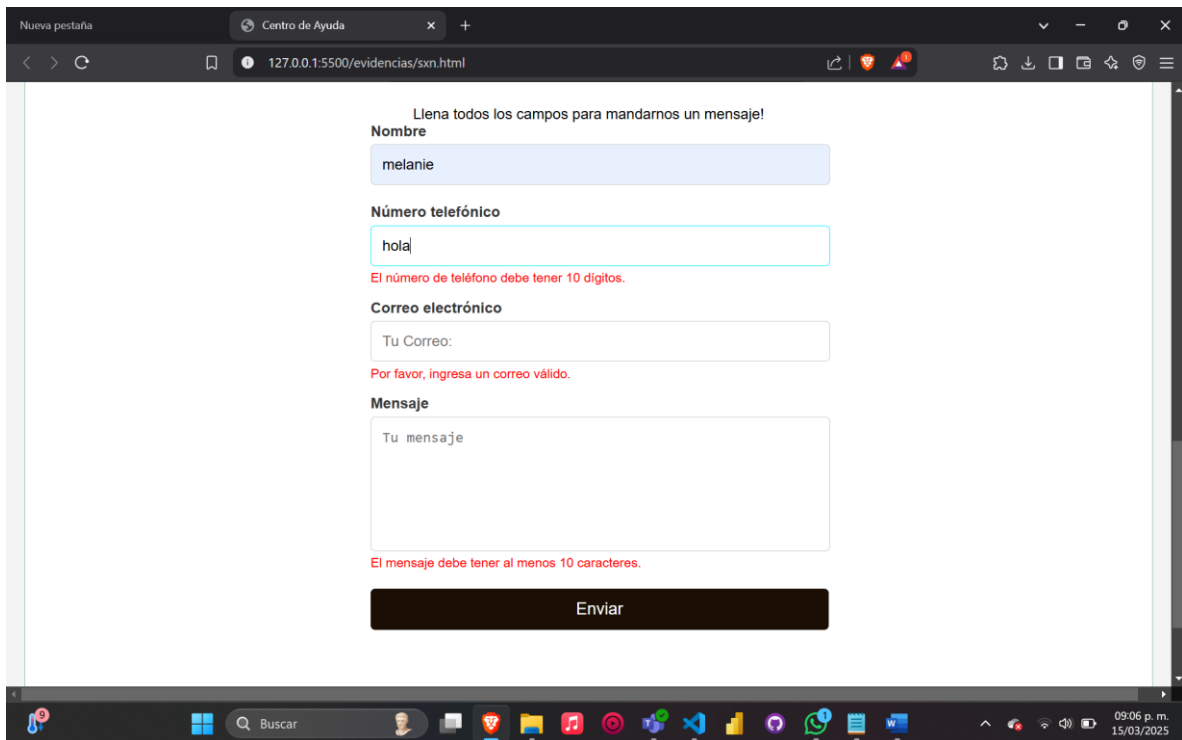 Nueva pestaña
Centro de Ayuda
127.0.0.1:5500/evidencias/sxn.html
Llena todos los campos para mandarnos un mensaje!
Nombre
melanie
Número telefónico
hola
El número de teléfono debe tener 10 dígitos.
Correo electrónico
Tu Correo:
Por favor, ingresa un correo válido.
Mensaje
Tu mensaje
El mensaje debe tener al menos 10 caracteres.
Enviar
9
Buscar
1
09:06 p. m.
15/03/2025